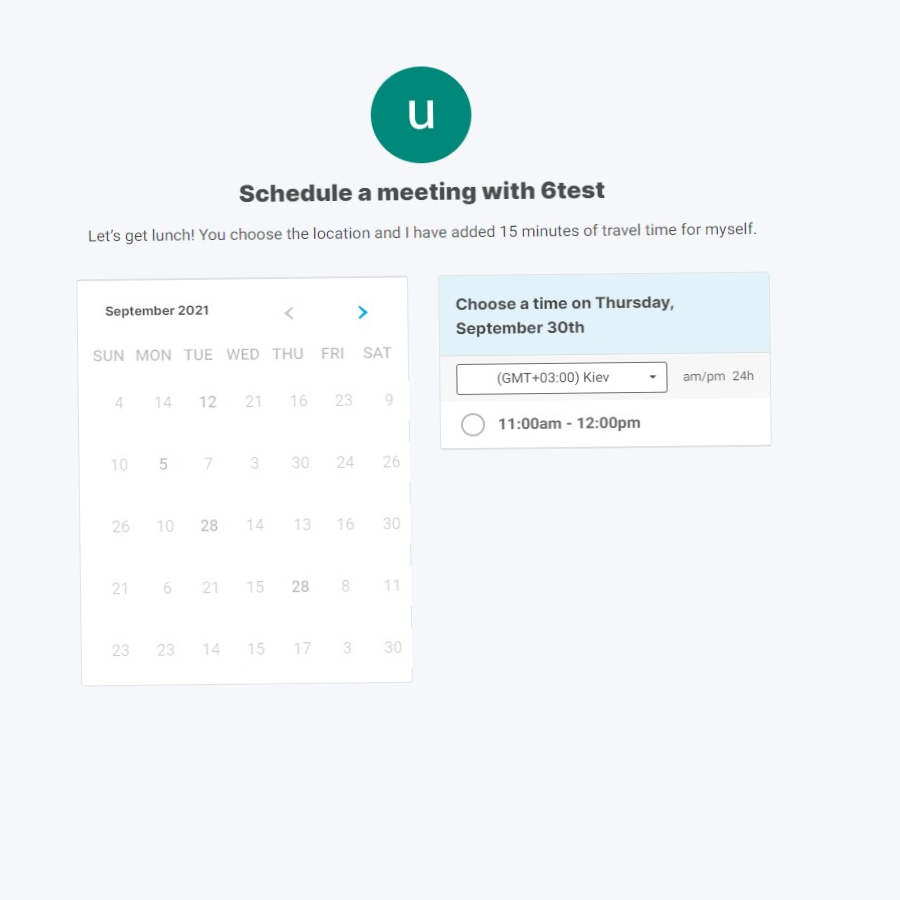 u
Schedule a meeting with 6test
Let's get lunch! You choose the location and I have added 15 minutes of travel time for myself.
September 2021
SUN MON TUE WED THU FRI SAT
4 14 12 21 16 23 9
10 5 7 3 30 24 26
26 10 28 14 13 16 30
21 6 21 15 28 8 11
23 23 14 15 17 3 30
Choose a time on Thursday,
September 30th
(GMT+03:00) Kiev
am/pm 24h
11:00am - 12:00pm